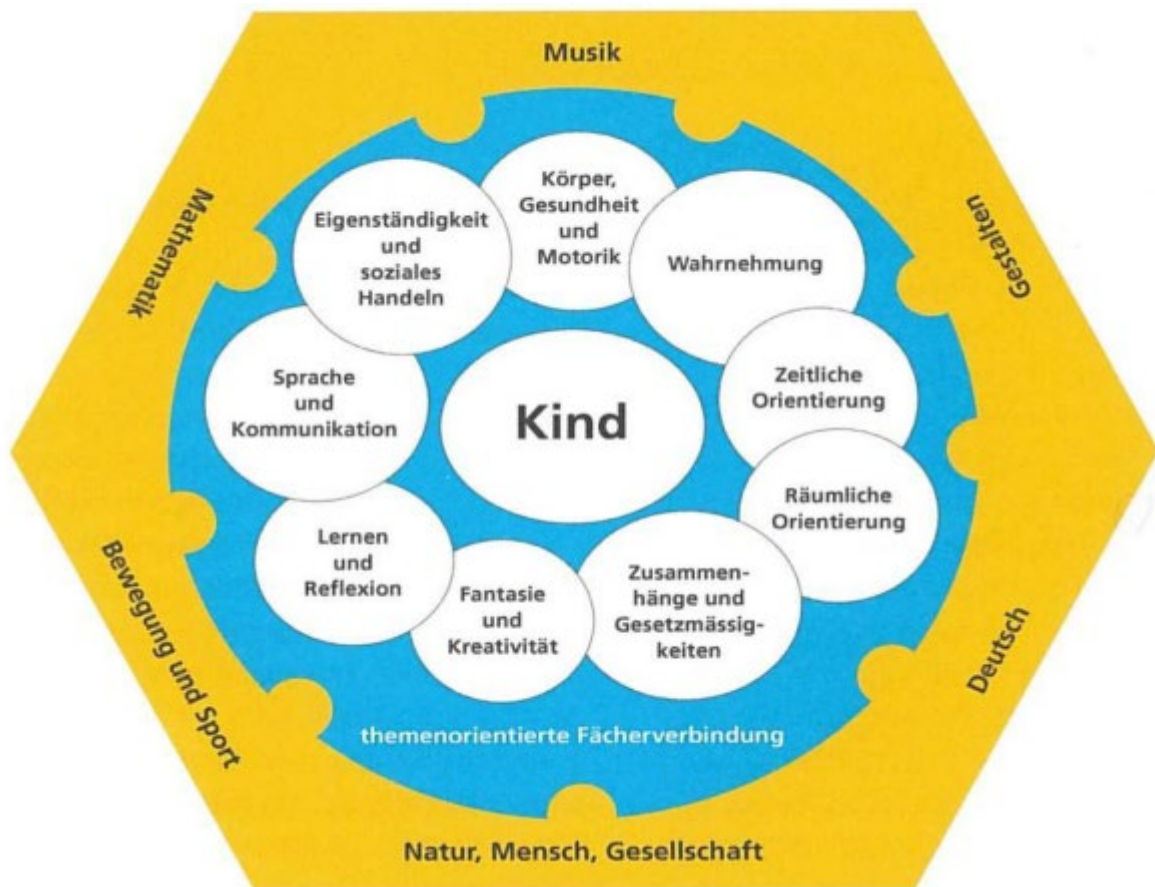 Musik
Mathematik
Gestalten
Körper,
Gesundheit
und
Motorik
Eigenständigkeit
und
soziales
Handeln
Wahrnehmung
Sprache
und
Kommunikation
Kind
Zeitliche
Orientierung
Räumliche
Orientierung
Lernen
und
Reflexion
Fantasie
und
Kreativität
Zusammen-
hänge und
Gesetzmässig-
keiten
Bewegung und Sport
Deutsch
themenorientierte Fächerverbindung
Natur, Mensch, Gesellschaft